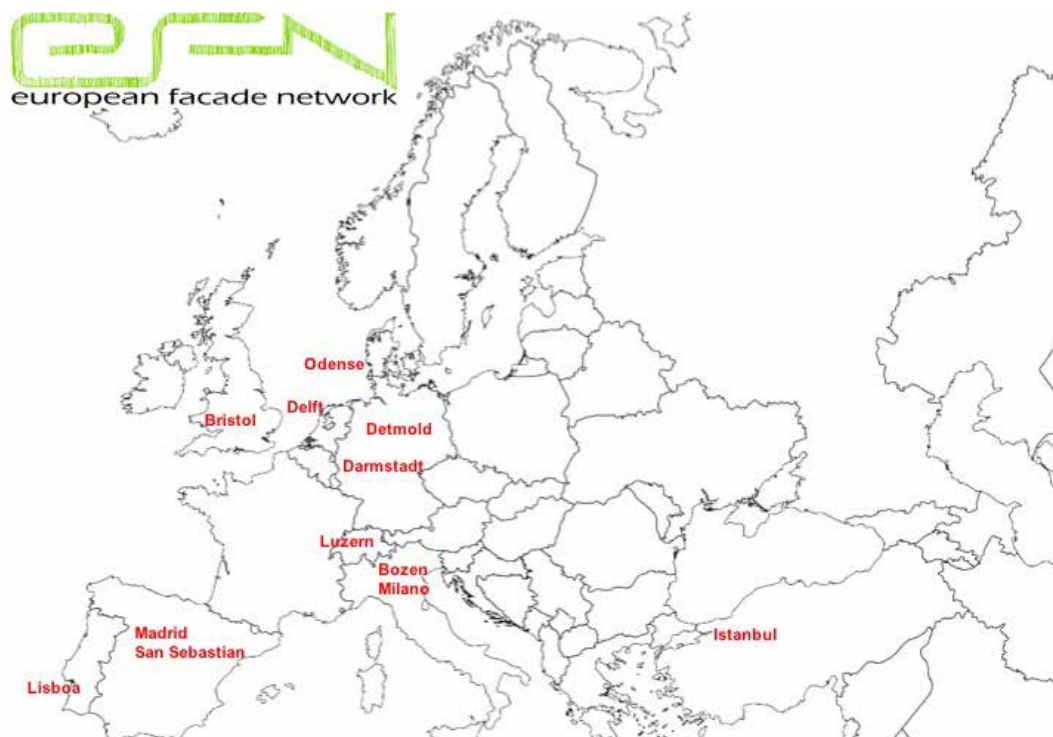 efn
european facade network
Odense
Delft
Bristol
Detmold
Darmstadt
Luzern
Bozen
Milano
Madrid
San Sebastian
Istanbul
Lisboa